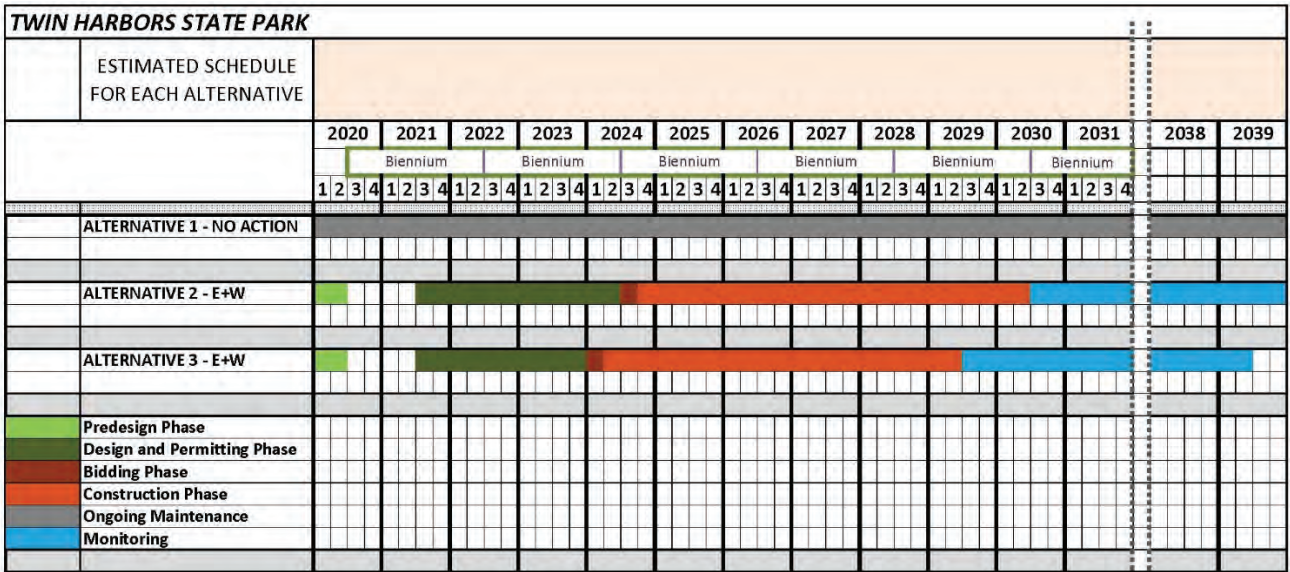 TWIN HARBORS STATE PARK
ESTIMATED SCHEDULE
FOR EACH ALTERNATIVE
2020 2021 2022 2023 2024 2025 2026 2027 2028 2029 2030 2031 2038 2039
Biennium Biennium Biennium Biennium Biennium Biennium
1 2 3 4 1 2 3 4 1 2 3 4 1 2 3 4 1 2 3 4 1 2 3 4 1 2 3 4 1 2 3 4 1 2 3 4 1 2 3 4 1 2 3 4 1 2 3 4
ALTERNATIVE 1 - NO ACTION
ALTERNATIVE 2 - E+W
ALTERNATIVE 3 - E+W
Predesign Phase
Design and Permitting Phase
Bidding Phase
Construction Phase
Ongoing Maintenance
Monitoring